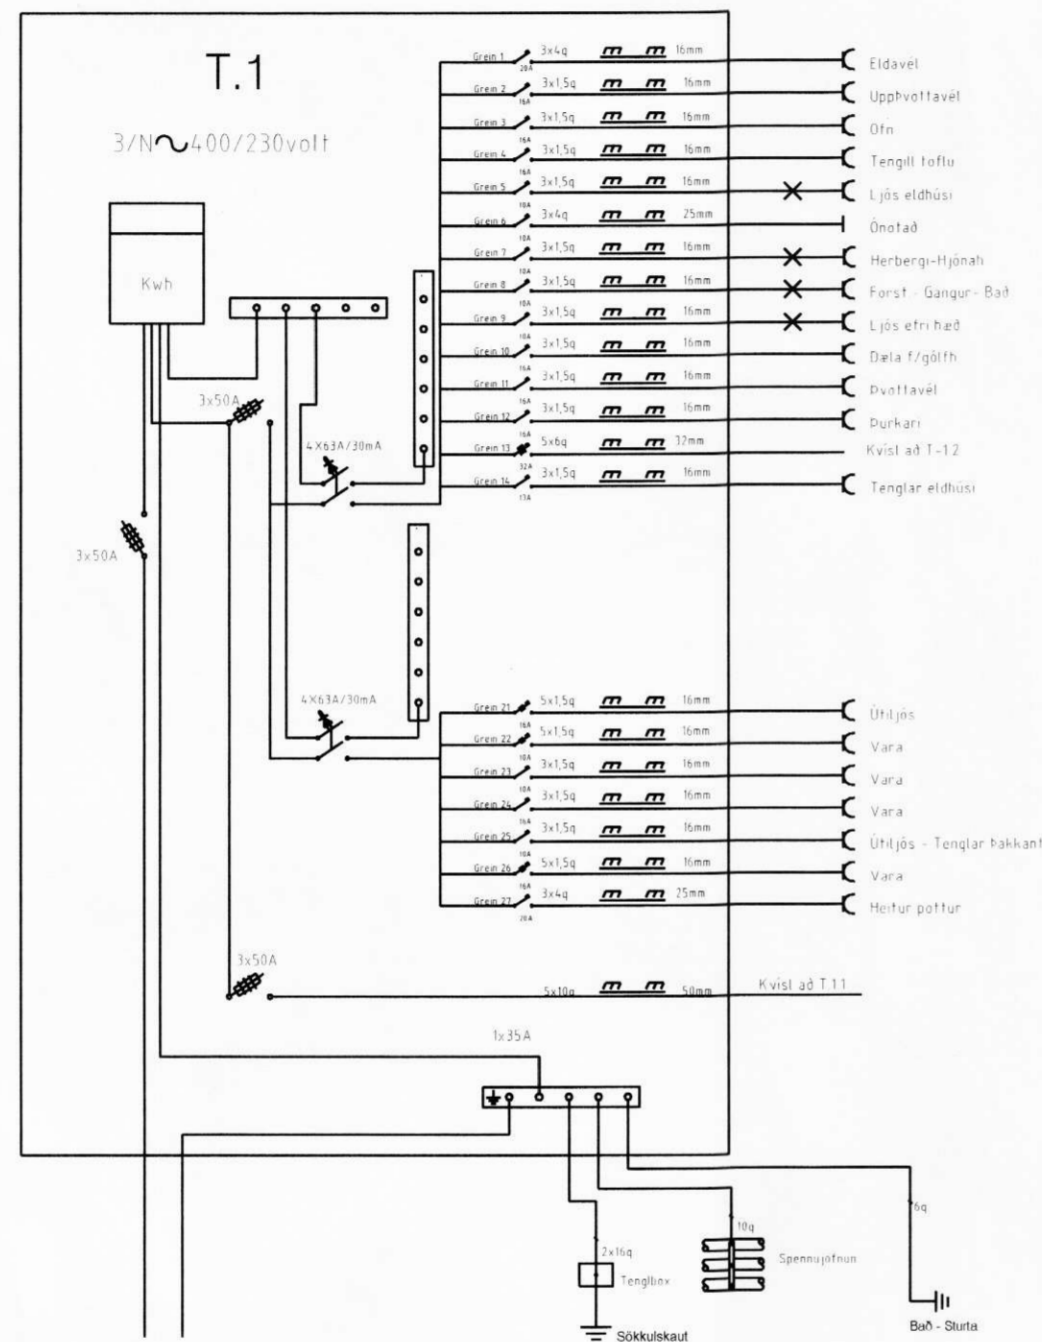 T.1
3/N~400/230volt
Kwh
3x50A
4X63A/30mA
3x50A
Grein 1 20A 3x4q 16mm Eldavél
Grein 2 16A 3x1,5q 16mm Uppþvottavél
Grein 3 16A 3x1,5q 16mm Ofn
Grein 4 16A 3x1,5q 16mm Tengill töflu
Grein 5 10A 3x1,5q 16mm Ljós eldhúsi
Grein 6 10A 3x4q 25mm Ónotað
Grein 7 10A 3x1,5q 16mm Herbergi-Hjónah
Grein 8 10A 3x1,5q 16mm Forst - Gangur - Bað
Grein 9 10A 3x1,5q 16mm Ljós efri hæð
Grein 10 16A 3x1,5q 16mm Dæla f/gólfh
Grein 11 16A 3x1,5q 16mm Þvottavél
Grein 12 16A 3x1,5q 16mm Þurkari
Grein 13 32A 5x6q 32mm Kvísl að T-12
Grein 14 13A 3x1,5q 16mm Tenglar eldhúsi
4X63A/30mA
Grein 21 16A 5x1,5q 16mm Útiljós
Grein 22 10A 5x1,5q 16mm Vara
Grein 23 10A 3x1,5q 16mm Vara
Grein 24 16A 3x1,5q 16mm Vara
Grein 25 10A 3x1,5q 16mm Útiljós - Tenglar Þakkant
Grein 26 16A 5x1,5q 16mm Vara
Grein 27 20A 3x4q 25mm Heitur pottur
3x50A
5x10q 50mm Kvísl að T11
1x35A
6q
10q
2x16q
Spennujöfnun
Tenglbox
Bað - Sturta
Sökkulskaut